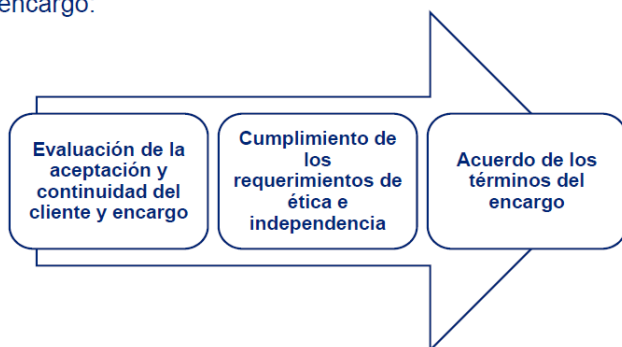 encargo.
Evaluación de la
aceptación y
continuidad del
cliente y encargo
Cumplimiento de
los
requerimientos de
ética e
independencia
Acuerdo de los
términos del
encargo